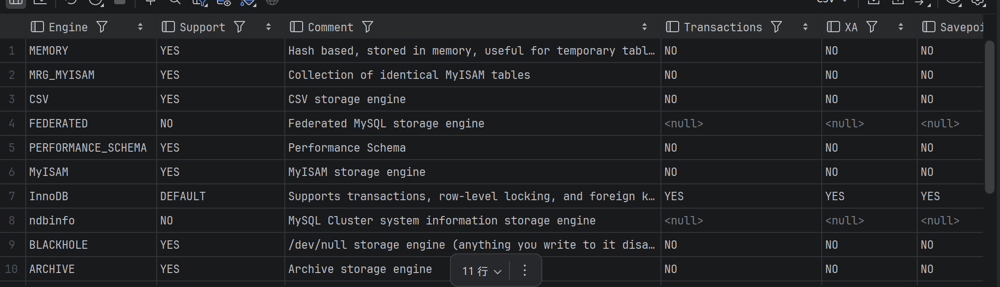 CSV
Engine Support Comment Transactions XA Savepoi
1 MEMORY YES Hash based, stored in memory, useful for temporary tabl… NO NO NO
2 MRG_MYISAM YES Collection of identical MyISAM tables NO NO NO
3 CSV YES CSV storage engine NO NO NO
4 FEDERATED NO Federated MySQL storage engine <null> <null> <null>
5 PERFORMANCE_SCHEMA YES Performance Schema NO NO NO
6 MyISAM YES MyISAM storage engine NO NO NO
7 InnoDB DEFAULT Supports transactions, row-level locking, and foreign k… YES YES YES
8 ndbinfo NO MySQL Cluster system information storage engine <null> <null> <null>
9 BLACKHOLE YES /dev/null storage engine (anything you write to it disa… NO NO NO
10 ARCHIVE YES Archive storage engine NO NO NO
11 行